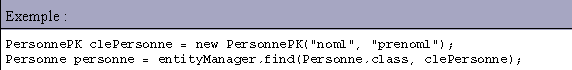 Exemple :
PersonnePK clePersonne = new PersonnePK("nom1", "prenom1");
Personne personne = entityManager.find(Personne.class, clePersonne);